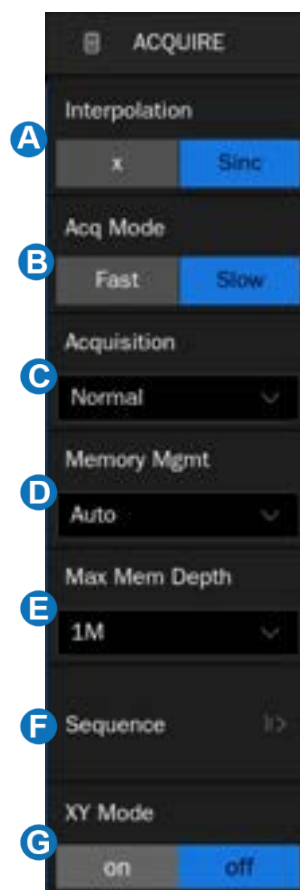 ACQUIRE
Interpolation
A
x Sinc
Acq Mode
B
Fast Slow
Acquisition
C
Normal
Memory Mgmt
D
Auto
Max Mem Depth
E
1M
F Sequence
XY Mode
G
on off